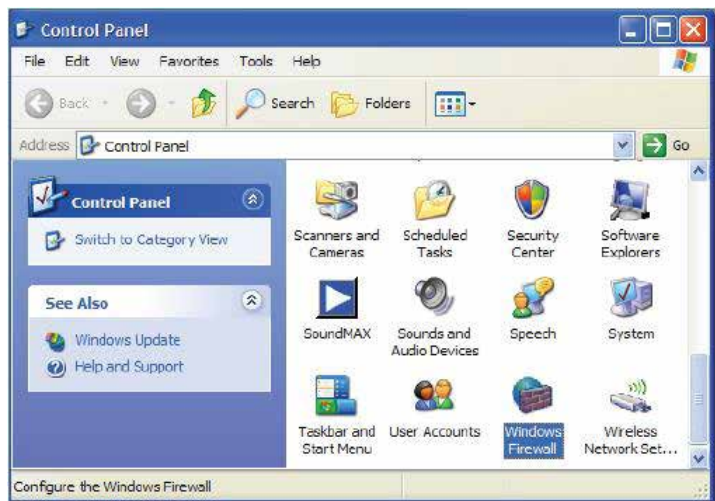 Control Panel
File Edit View Favorites Tools Help
Back Search Folders
Address Control Panel Go
Control Panel
Switch to Category View
See Also
Windows Update
Help and Support
Scanners and
Cameras
Scheduled
Tasks
Security
Center
Software
Explorers
SoundMAX
Sounds and
Audio Devices
Speech
System
Taskbar and
Start Menu
User Accounts
Windows
Firewall
Wireless
Network Set...
Configure the Windows Firewall